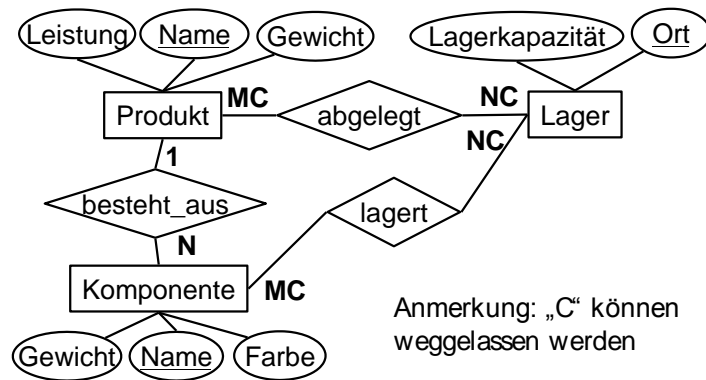 Leistung Name Gewicht Lagerkapazität Ort
MC NC
Produkt abgelegt Lager
NC
1
besteht_aus lagert
N
Komponente MC
Anmerkung: „C“ können
weggelassen werden
Gewicht Name Farbe